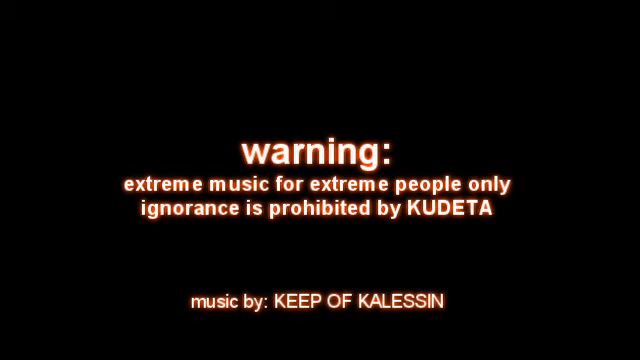 warning:
extreme music for extreme people only
ignorance is prohibited by KUDETA
music by: KEEP OF KALESSIN